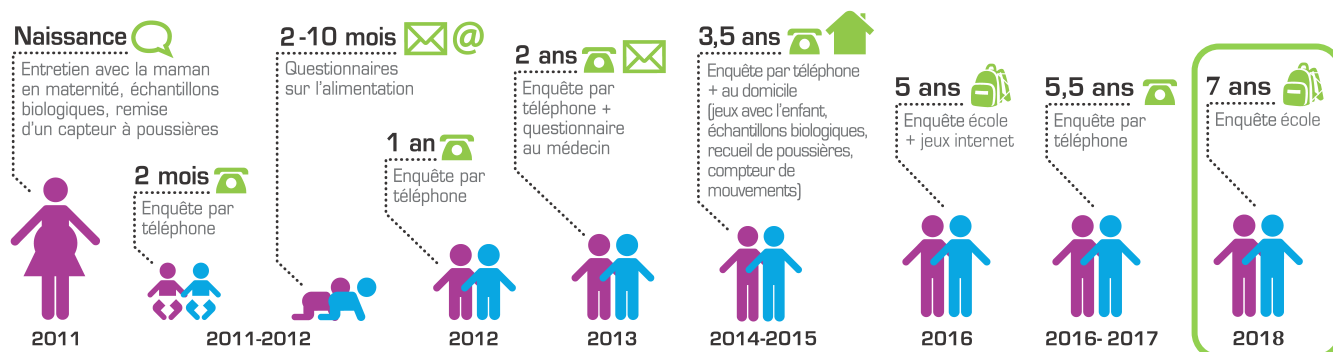 Naissance
Entretien avec la maman
en maternité, échantillons
biologiques, remise
d'un capteur à poussières
2 mois
Enquête par
téléphone
2-10 mois
@
Questionnaires
sur l'alimentation
1 an
Enquête par
téléphone
2 ans
Enquête par
téléphone +
questionnaire
au médecin
3,5 ans
Enquête par téléphone
+ au domicile
(jeux avec l'enfant,
échantillons biologiques,
recueil de poussières,
compteur de
mouvements)
5 ans
Enquête école
+ jeux internet
5,5 ans
Enquête par
téléphone
7 ans
Enquête école
2011
2011-2012
2012
2013
2014-2015
2016
2016- 2017
2018